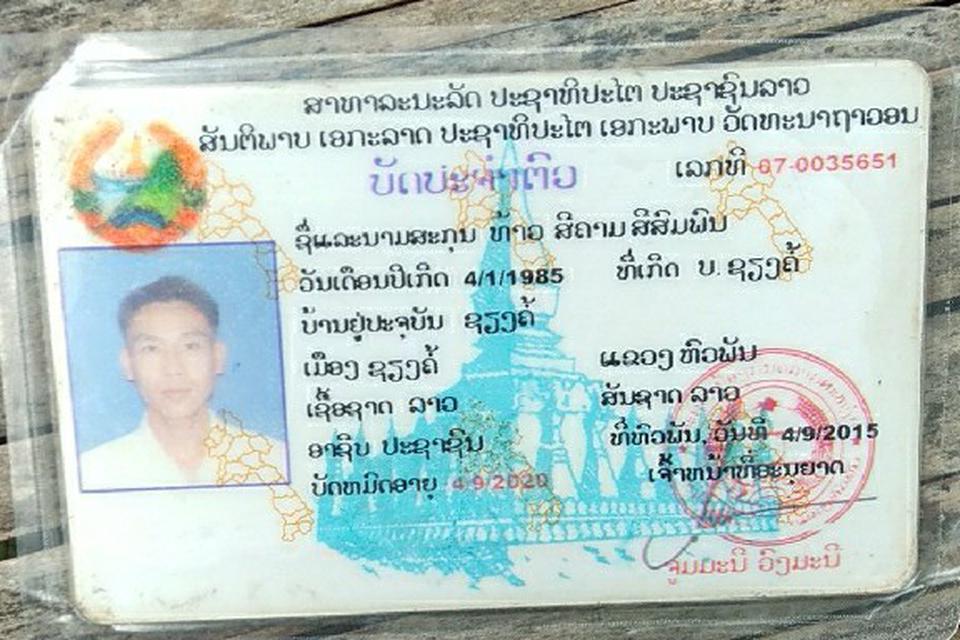 ສາທາລະນະລັດ ປະຊາທິປະໄຕ ປະຊາຊົນລາວ
ສັນຕິພາບ ເອກະລາດ ປະຊາທິປະໄຕ ເອກະພາບ ວັດທະນາຖາວອນ
ບັດປະຈຳຕົວ
ເລກທີ 07-0035651
ຊື່ແລະນາມສະກຸນ ທ້າວ ສີຄາມ ສີສົມພົນ
ວັນເດືອນປີເກີດ 4/1/1985 ທີ່ເກີດ ບ. ຊຽງຄໍ້
ບ້ານຢູ່ປະຈຸບັນ ຊຽງຄໍ້
ເມືອງ ຊຽງຄໍ້ ແຂວງ ຫົວພັນ
ເຊື້ອຊາດ ລາວ ສັນຊາດ ລາວ
ອາຊີບ ປະຊາຊົນ ທີ່ຫົວພັນ, ວັນທີ 4/9/2015
ບັດຫມົດອາຍຸ 4/9/2020 ເຈົ້າຫນ້າທີ່ອະນຸຍາດ
ຈູມມະນີ ວົງມະນີ